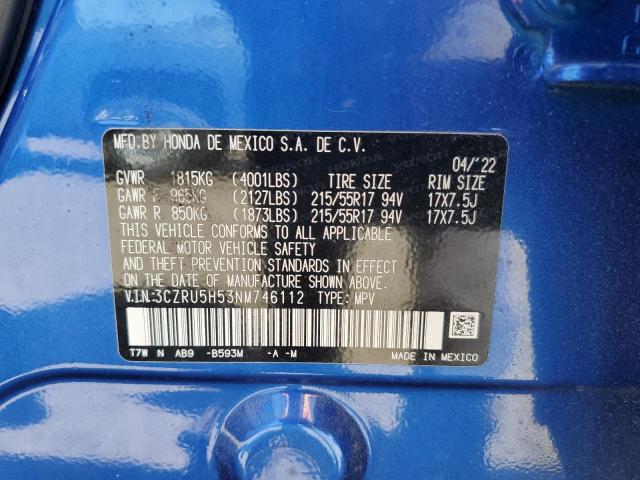 MFD.BY HONDA DE MEXICO S.A. DE C.V.
04/'22
GVWR 1815KG (4001LBS) TIRE SIZE RIM SIZE
GAWR F 965KG (2127LBS) 215/55R17 94V 17X7.5J
GAWR R 850KG (1873LBS) 215/55R17 94V 17X7.5J
THIS VEHICLE CONFORMS TO ALL APPLICABLE
FEDERAL MOTOR VEHICLE SAFETY
AND THEFT PREVENTION STANDARDS IN EFFECT
ON THE DATE OF MANUFACTURE SHOWN ABOVE.
V.I.N:3CZRU5H53NM746112 TYPE: MPV
T7W N AB9 -B593M -A -M
MADE IN MEXICO